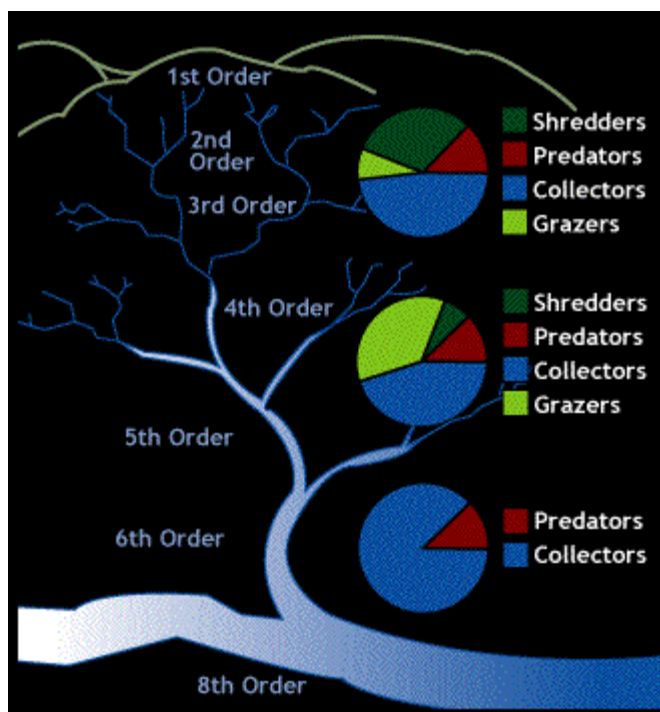 1st Order
Shredders
2nd
Order
Predators
Collectors
3rd Order
Grazers
Shredders
4th Order
Predators
Collectors
Grazers
5th Order
Predators
6th Order
Collectors
8th Order